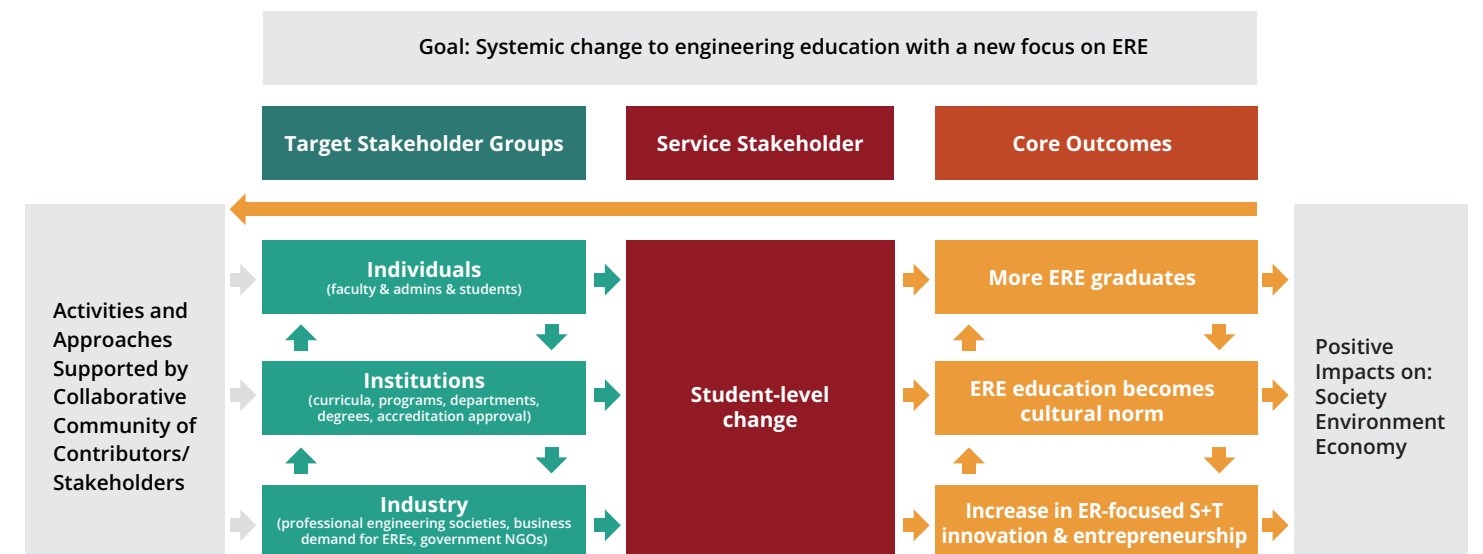 Goal: Systemic change to engineering education with a new focus on ERE
Target Stakeholder Groups
Service Stakeholder
Core Outcomes
Activities and
Approaches
Supported by
Collaborative
Community of
Contributors/
Stakeholders
Individuals
(faculty & admins & students)
Institutions
(curricula, programs, departments,
degrees, accreditation approval)
Industry
(professional engineering societies, business
demand for EREs, government NGOs)
Student-level
change
More ERE graduates
ERE education becomes
cultural norm
Increase in ER-focused S+T
innovation & entrepreneurship
Positive
Impacts on:
Society
Environment
Economy